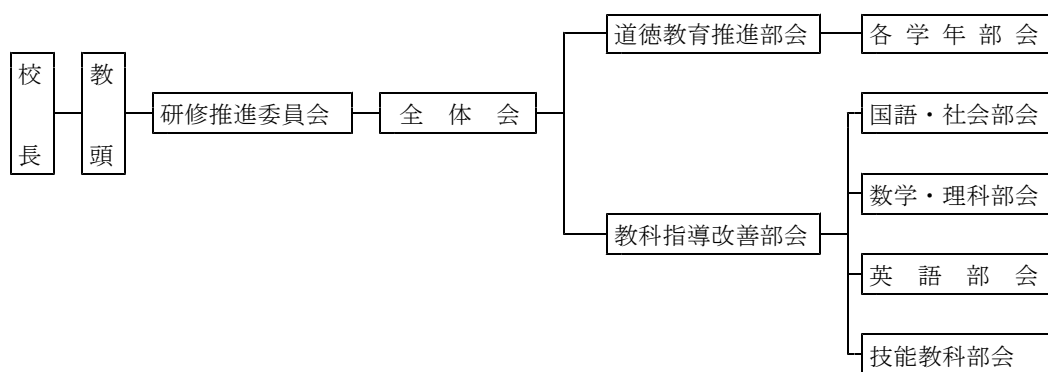 校長
教頭
研修推進委員会
全体会
道徳教育推進部会
各学年部会
教科指導改善部会
国語・社会部会
数学・理科部会
英語部会
技能教科部会